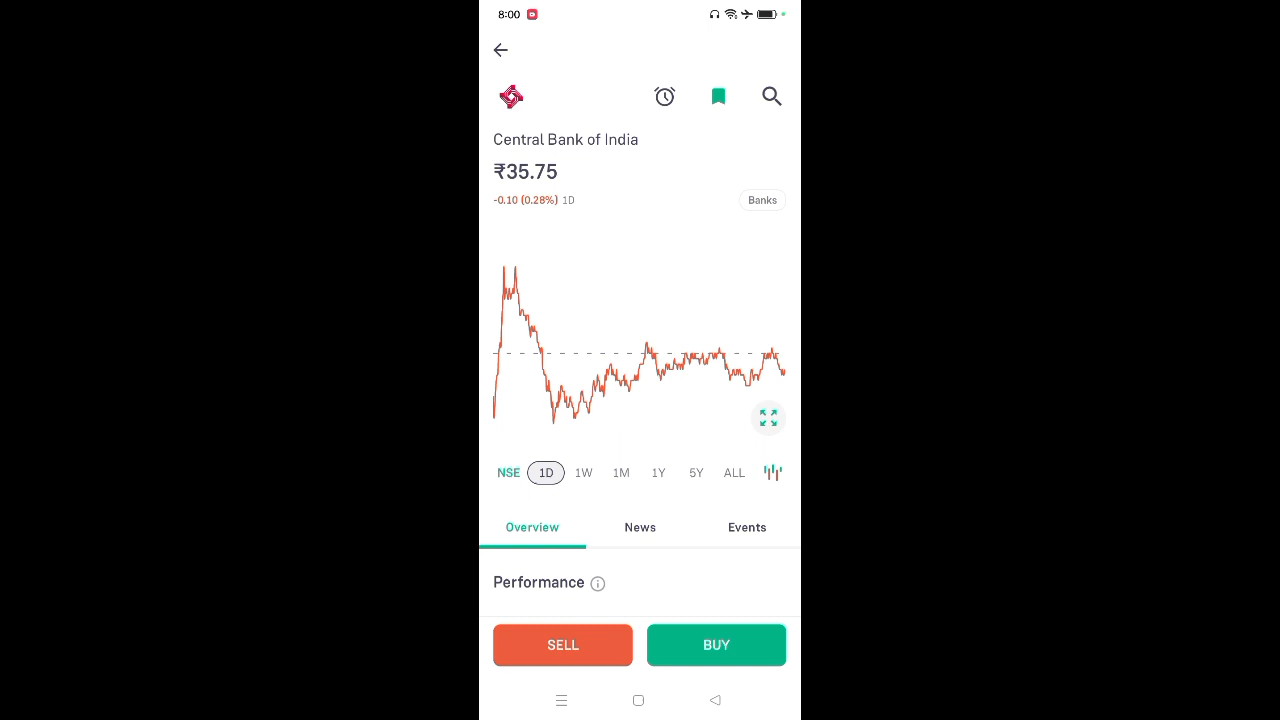 8:00
Central Bank of India
₹35.75
-0.10 (0.28%) 1D
Banks
NSE 1D 1W 1M 1Y 5Y ALL
Overview News Events
Performance
SELL BUY